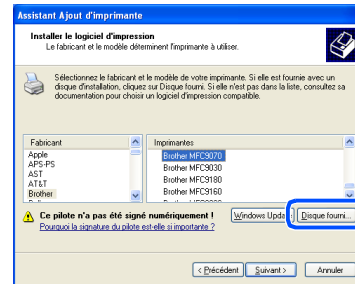 Assistant Ajout d'imprimante
Installer le logiciel d'impression
Le fabricant et le modèle déterminent l'imprimante à utiliser.
Sélectionnez le fabricant et le modèle de votre imprimante. Si elle est fournie avec un
disque d'installation, cliquez sur Disque fourni. Si elle n'est pas dans la liste, consultez sa
documentation pour choisir un logiciel d'impression compatible.
Fabricant
Apple
APS-PS
AST
AT&T
Brother
Imprimantes
Brother MFC9070
Brother MFC9030
Brother MFC9180
Brother MFC9160
Ce pilote n'a pas été signé numériquement !
Pourquoi la signature du pilote est-elle si importante ?
Windows Update
Disque fourni...
< Précédent
Suivant >
Annuler